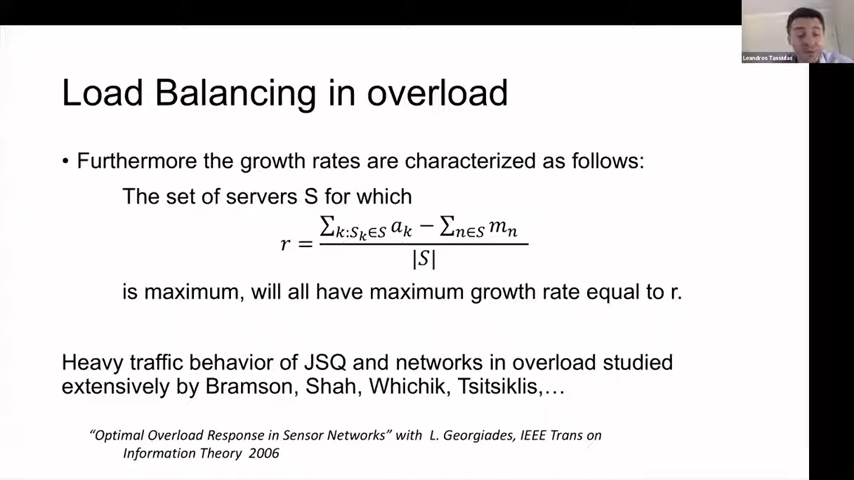 Leandros Tassiulas
Load Balancing in overload
• Furthermore the growth rates are characterized as follows:
The set of servers S for which
r = (∑_{k:S_k∈S} a_k − ∑_{n∈S} m_n) / |S|
is maximum, will all have maximum growth rate equal to r.
Heavy traffic behavior of JSQ and networks in overload studied
extensively by Bramson, Shah, Whichik, Tsitsiklis,…
“Optimal Overload Response in Sensor Networks” with L. Georgiades, IEEE Trans on
Information Theory 2006